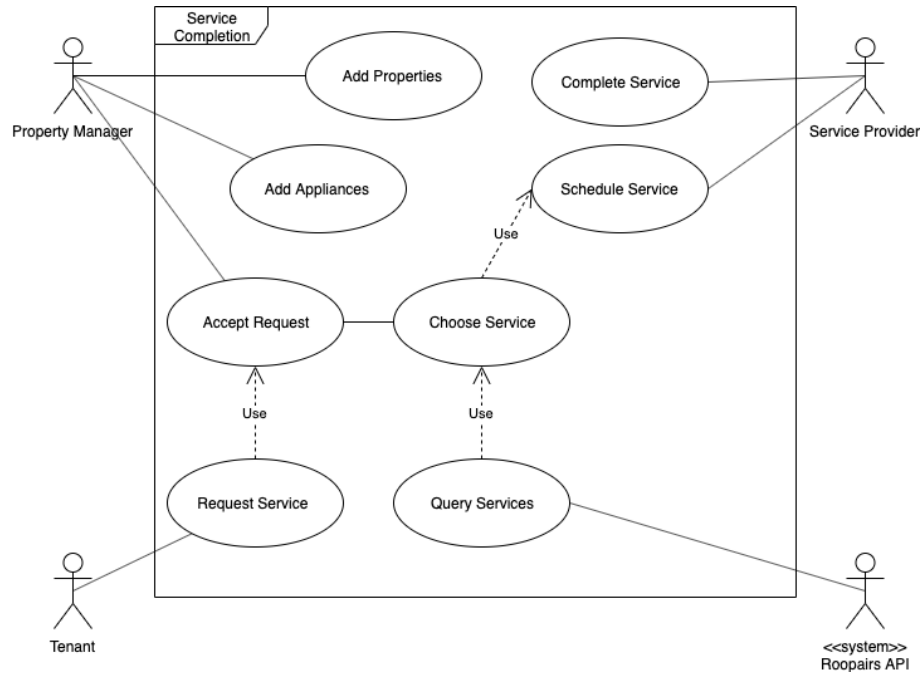 Service
Completion
Property Manager
Add Properties
Complete Service
Service Provider
Add Appliances
Schedule Service
Use
Accept Request
Choose Service
Use
Use
Request Service
Query Services
Tenant
<<system>>
Roopairs API